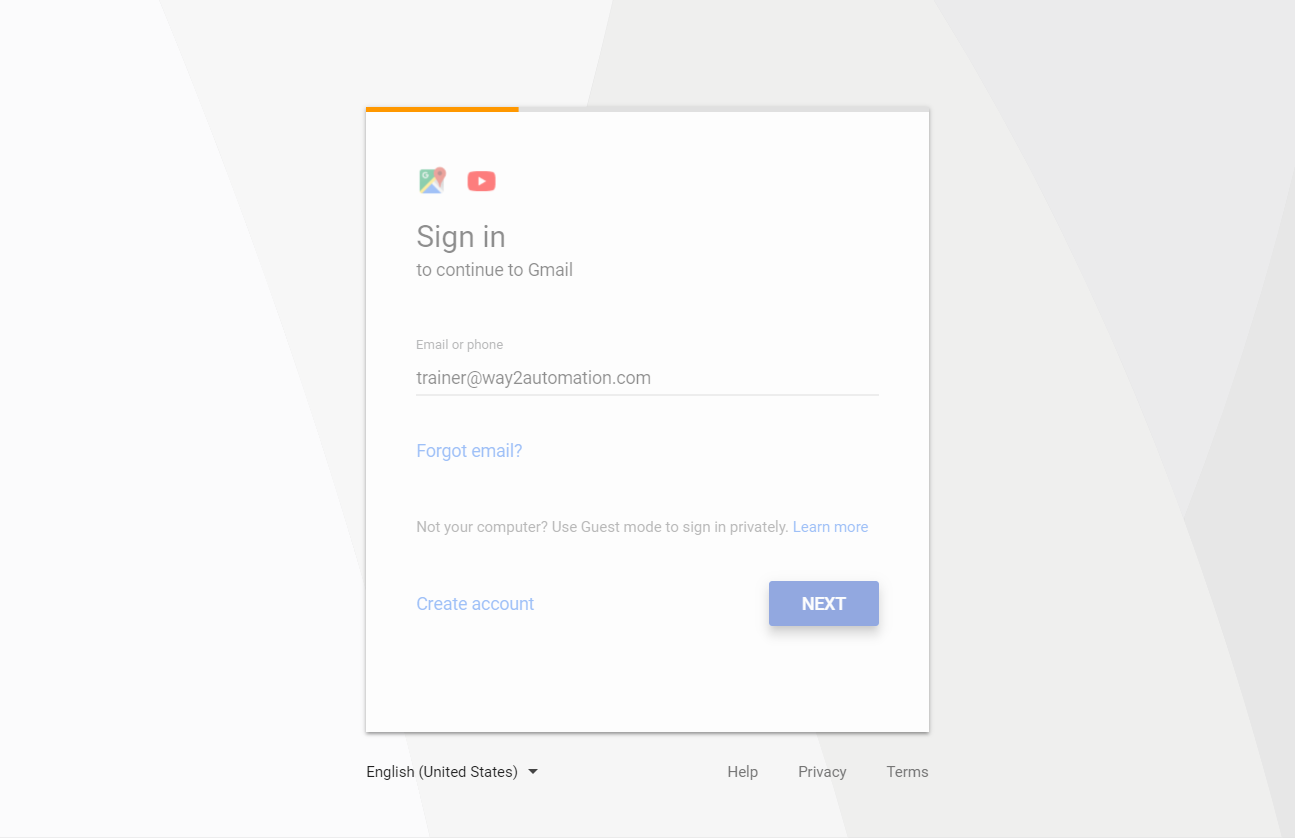 Sign in
to continue to Gmail
Email or phone
trainer@way2automation.com
Forgot email?
Not your computer? Use Guest mode to sign in privately. Learn more
Create account
NEXT
English (United States)
Help Privacy Terms